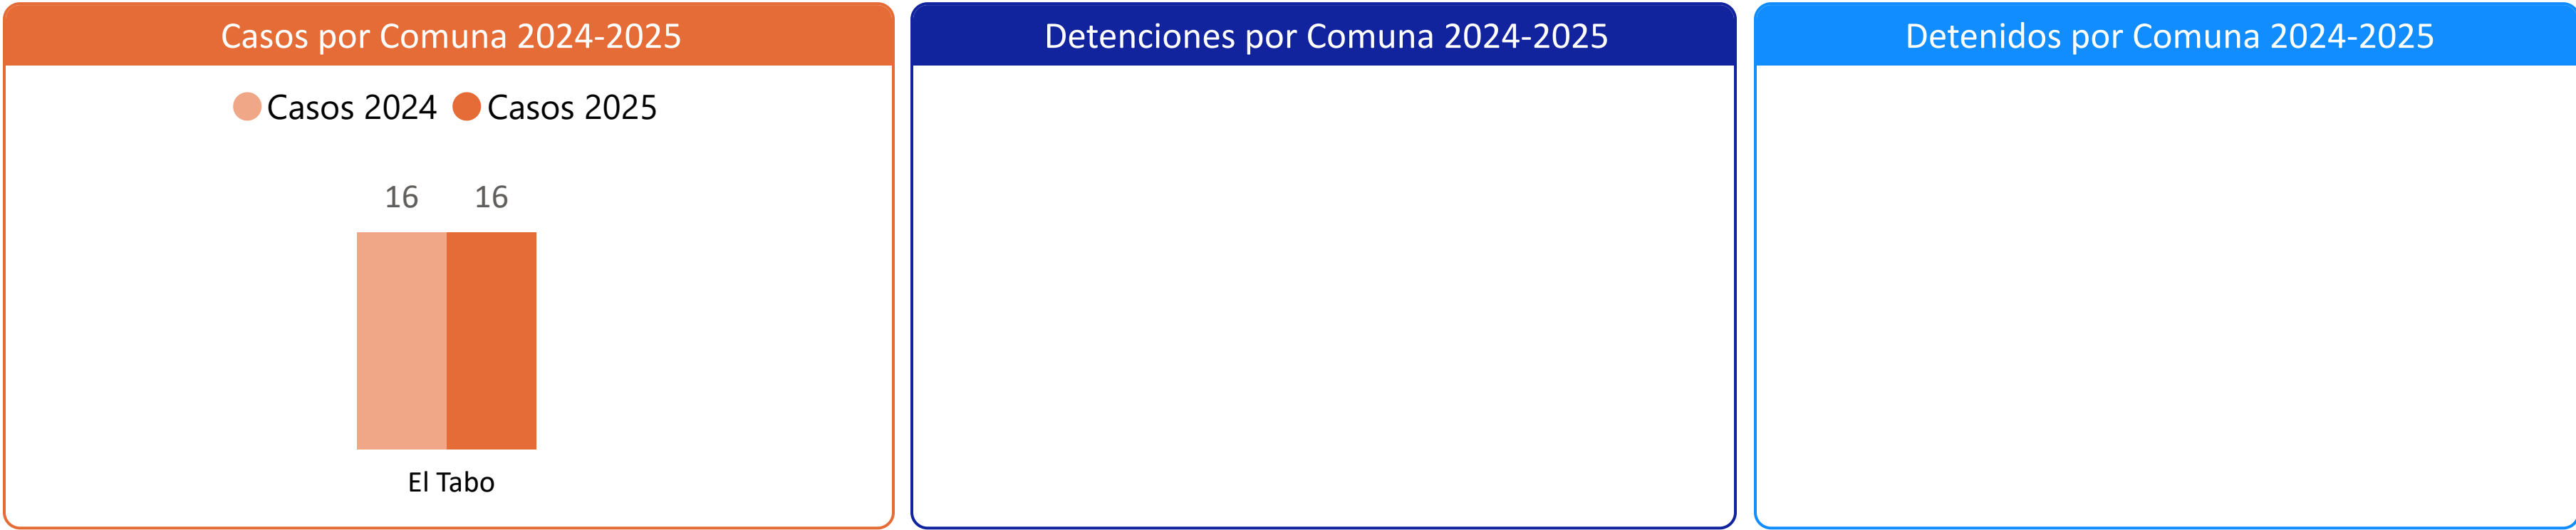 Casos por Comuna 2024-2025
Casos 2024 Casos 2025
16 16
El Tabo
Detenciones por Comuna 2024-2025
Detenidos por Comuna 2024-2025